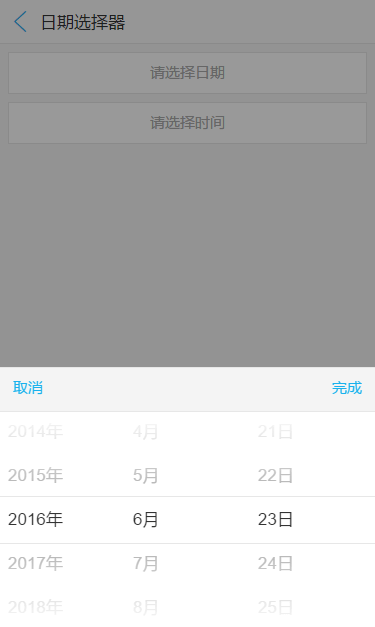 日期选择器
请选择日期
请选择时间
取消 完成
2014年 4月 21日
2015年 5月 22日
2016年 6月 23日
2017年 7月 24日
2018年 8月 25日